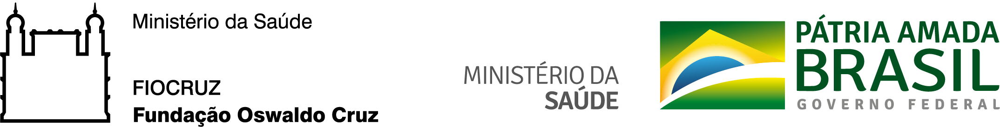 Ministério da Saúde
FIOCRUZ
Fundação Oswaldo Cruz
MINISTÉRIO DA
SAÚDE
PÁTRIA AMADA
BRASIL
GOVERNO FEDERAL